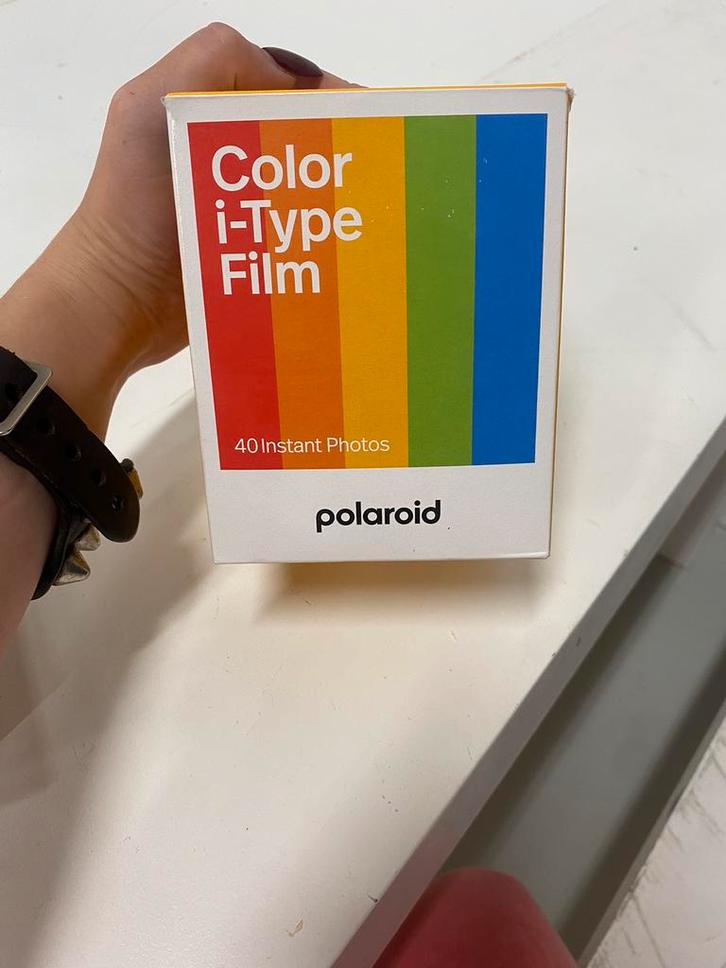 Color
i-Type
Film
40 Instant Photos
polaroid